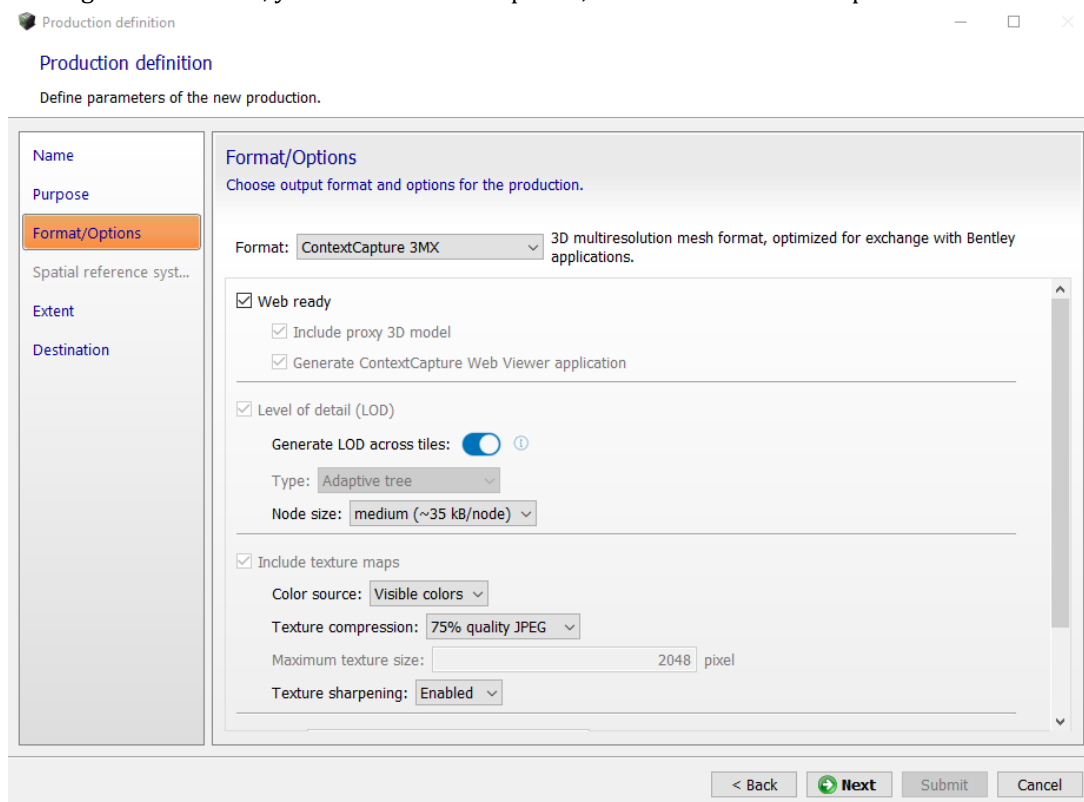 Production definition
Production definition
Define parameters of the new production.
Name
Purpose
Format/Options
Spatial reference syst...
Extent
Destination
Format/Options
Choose output format and options for the production.
Format: ContextCapture 3MX
3D multiresolution mesh format, optimized for exchange with Bentley
applications.
Web ready
Include proxy 3D model
Generate ContextCapture Web Viewer application
Level of detail (LOD)
Generate LOD across tiles:
Type: Adaptive tree
Node size: medium (~35 kB/node)
Include texture maps
Color source: Visible colors
Texture compression: 75% quality JPEG
Maximum texture size: 2048 pixel
Texture sharpening: Enabled
< Back Next Submit Cancel